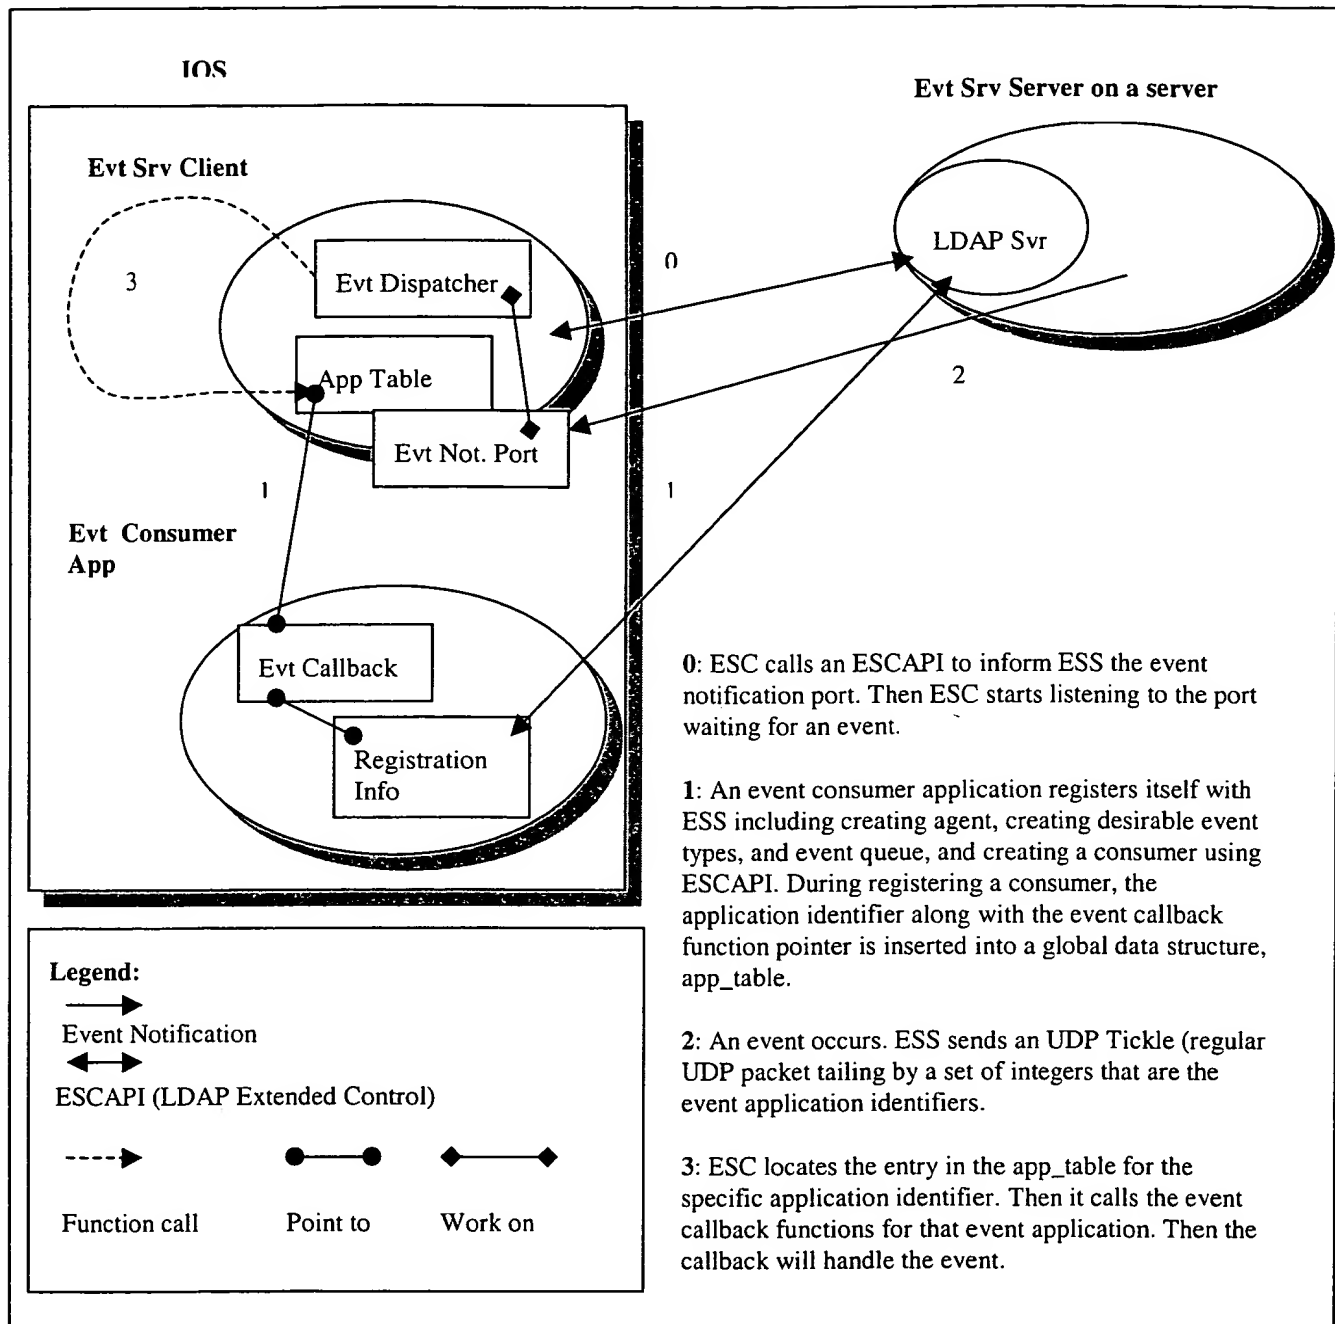 IOS
Evt Srv Server on a server
Evt Srv Client
LDAP Svr
0
3
Evt Dispatcher
2
App Table
Evt Not. Port
1
1
Evt Consumer
App
Evt Callback
Registration
Info
0: ESC calls an ESCAPI to inform ESS the event
notification port. Then ESC starts listening to the port
waiting for an event.
1: An event consumer application registers itself with
ESS including creating agent, creating desirable event
types, and event queue, and creating a consumer using
ESCAPI. During registering a consumer, the
application identifier along with the event callback
function pointer is inserted into a global data structure,
app_table.
2: An event occurs. ESS sends an UDP Tickle (regular
UDP packet tailing by a set of integers that are the
event application identifiers.
3: ESC locates the entry in the app_table for the
specific application identifier. Then it calls the event
callback functions for that event application. Then the
callback will handle the event.
Legend:
Event Notification
ESCAPI (LDAP Extended Control)
Function call
Point to
Work on